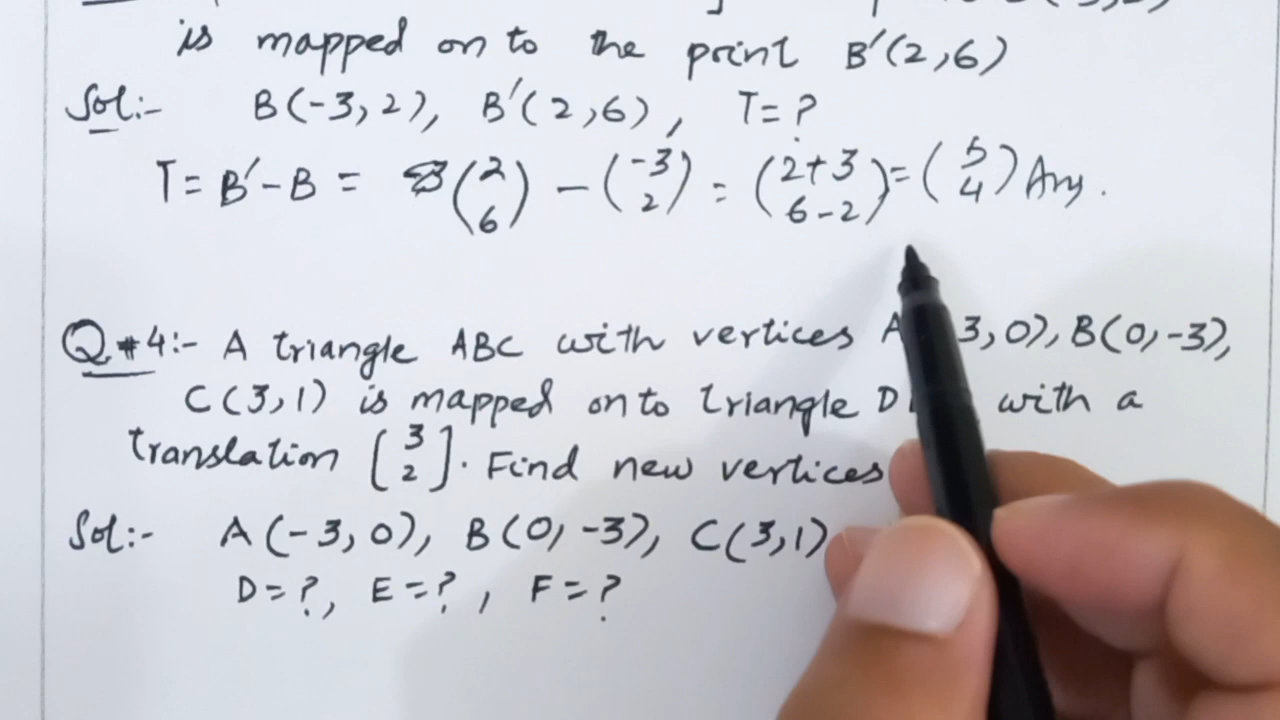 is mapped on to the point B'(2,6)
Sol:- B(-3,2), B'(2,6), T=?
T= B'-B = (2 6) - (-3 2) = (2+3 6-2) = (5 4) Ans.
Q#4:- A triangle ABC with vertices A 3,0), B(0,-3),
C(3,1) is mapped on to triangle D with a
translation [3 2]. Find new vertices
Sol:- A(-3,0), B(0,-3), C(3,1)
D=?, E=?, F=?